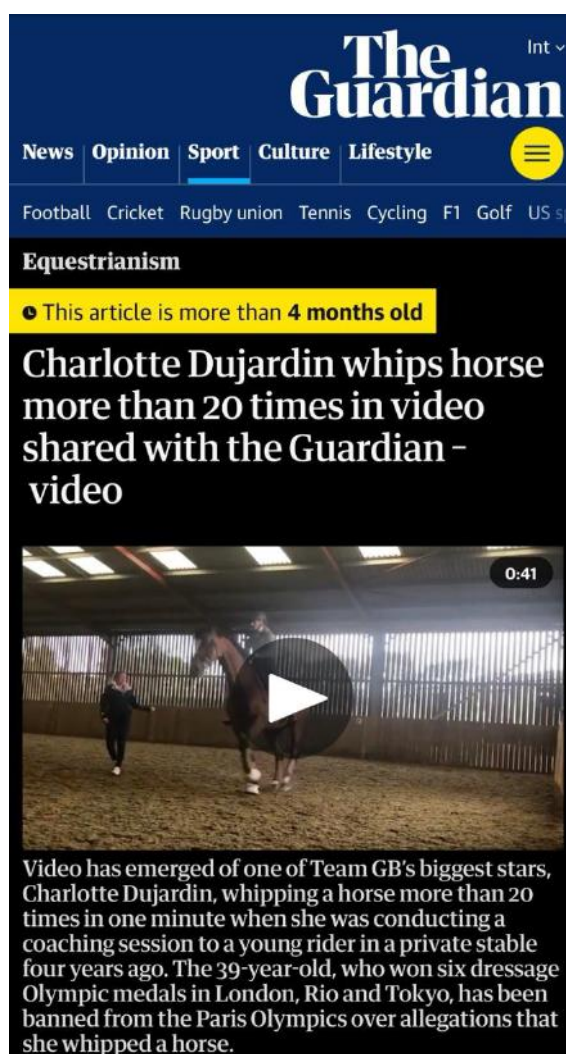 The
Guardian
Int
News Opinion Sport Culture Lifestyle
Football Cricket Rugby union Tennis Cycling F1 Golf US
Equestrianism
This article is more than 4 months old
Charlotte Dujardin whips horse
more than 20 times in video
shared with the Guardian –
video
0:41
Video has emerged of one of Team GB’s biggest stars,
Charlotte Dujardin, whipping a horse more than 20
times in one minute when she was conducting a
coaching session to a young rider in a private stable
four years ago. The 39-year-old, who won six dressage
Olympic medals in London, Rio and Tokyo, has been
banned from the Paris Olympics over allegations that
she whipped a horse.